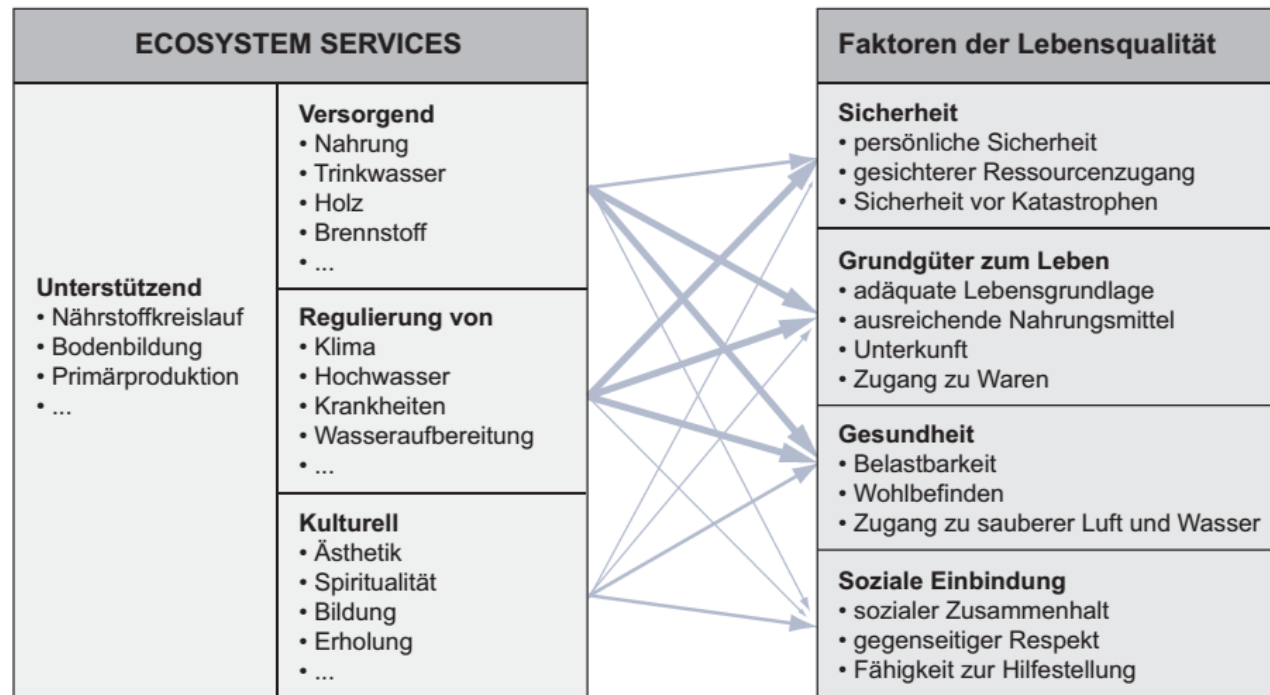 ECOSYSTEM SERVICES
Unterstützend
• Nährstoffkreislauf
• Bodenbildung
• Primärproduktion
• ...
Versorgend
• Nahrung
• Trinkwasser
• Holz
• Brennstoff
• ...
Regulierung von
• Klima
• Hochwasser
• Krankheiten
• Wasseraufbereitung
• ...
Kulturell
• Ästhetik
• Spiritualität
• Bildung
• Erholung
• ...
Faktoren der Lebensqualität
Sicherheit
• persönliche Sicherheit
• gesichterer Ressourcenzugang
• Sicherheit vor Katastrophen
Grundgüter zum Leben
• adäquate Lebensgrundlage
• ausreichende Nahrungsmittel
• Unterkunft
• Zugang zu Waren
Gesundheit
• Belastbarkeit
• Wohlbefinden
• Zugang zu sauberer Luft und Wasser
Soziale Einbindung
• sozialer Zusammenhalt
• gegenseitiger Respekt
• Fähigkeit zur Hilfestellung